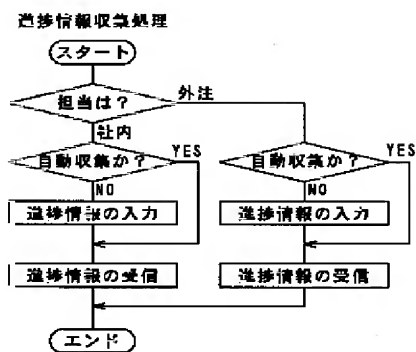 進捗情報収集処理
スタート
担当は?
外注
社内
自動収集か?
YES
自動収集か?
YES
NO
NO
進捗情報の入力
進捗情報の入力
進捗情報の受信
進捗情報の受信
エンド